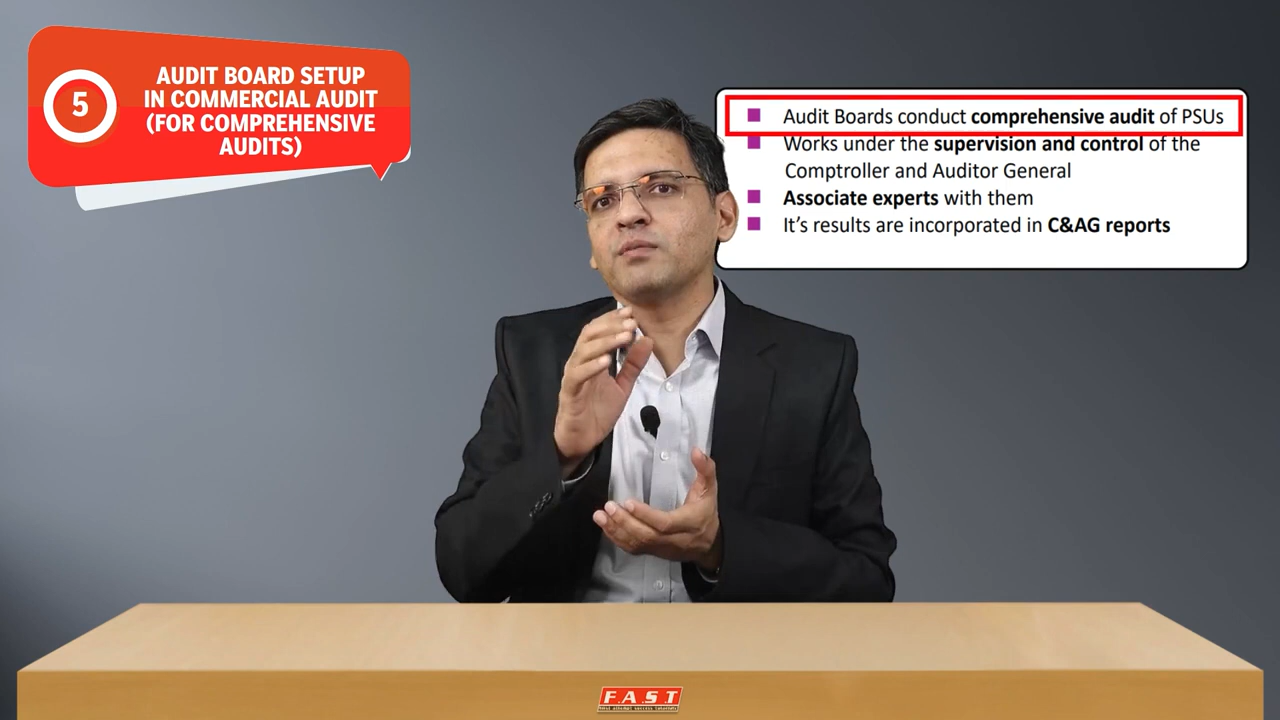 5
AUDIT BOARD SETUP
IN COMMERCIAL AUDIT
(FOR COMPREHENSIVE
AUDITS)
Audit Boards conduct comprehensive audit of PSUs
Works under the supervision and control of the
Comptroller and Auditor General
Associate experts with them
It's results are incorporated in C&AG reports
F.A.S.T